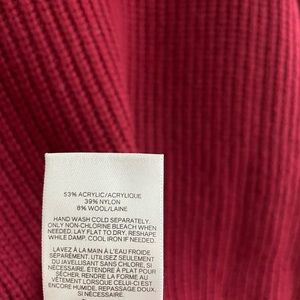 53% ACRYLIC/ACRYLIQUE
39% NYLON
8% WOOL/LAINE
HAND WASH COLD SEPARATELY.
ONLY NON-CHLORINE BLEACH WHEN
NEEDED. LAY FLAT TO DRY. RESHAPE
WHILE DAMP. COOL IRON IF NEEDED.
LAVER À LA MAIN À L'EAU FROIDE
SÉPARÉMENT. UTILISEZ SEULEMENT
DU JAVELLISANT SANS CHLORE, SI
NÉCESSAIRE. ÉTENDRE À PLAT POUR
SÉCHER. RENDRE LA FORME AU
VÊTEMENT LORSQUE CELUI-CI EST
ENCORE HUMIDE. REPASSAGE DOUX,
SI NÉCESSAIRE.